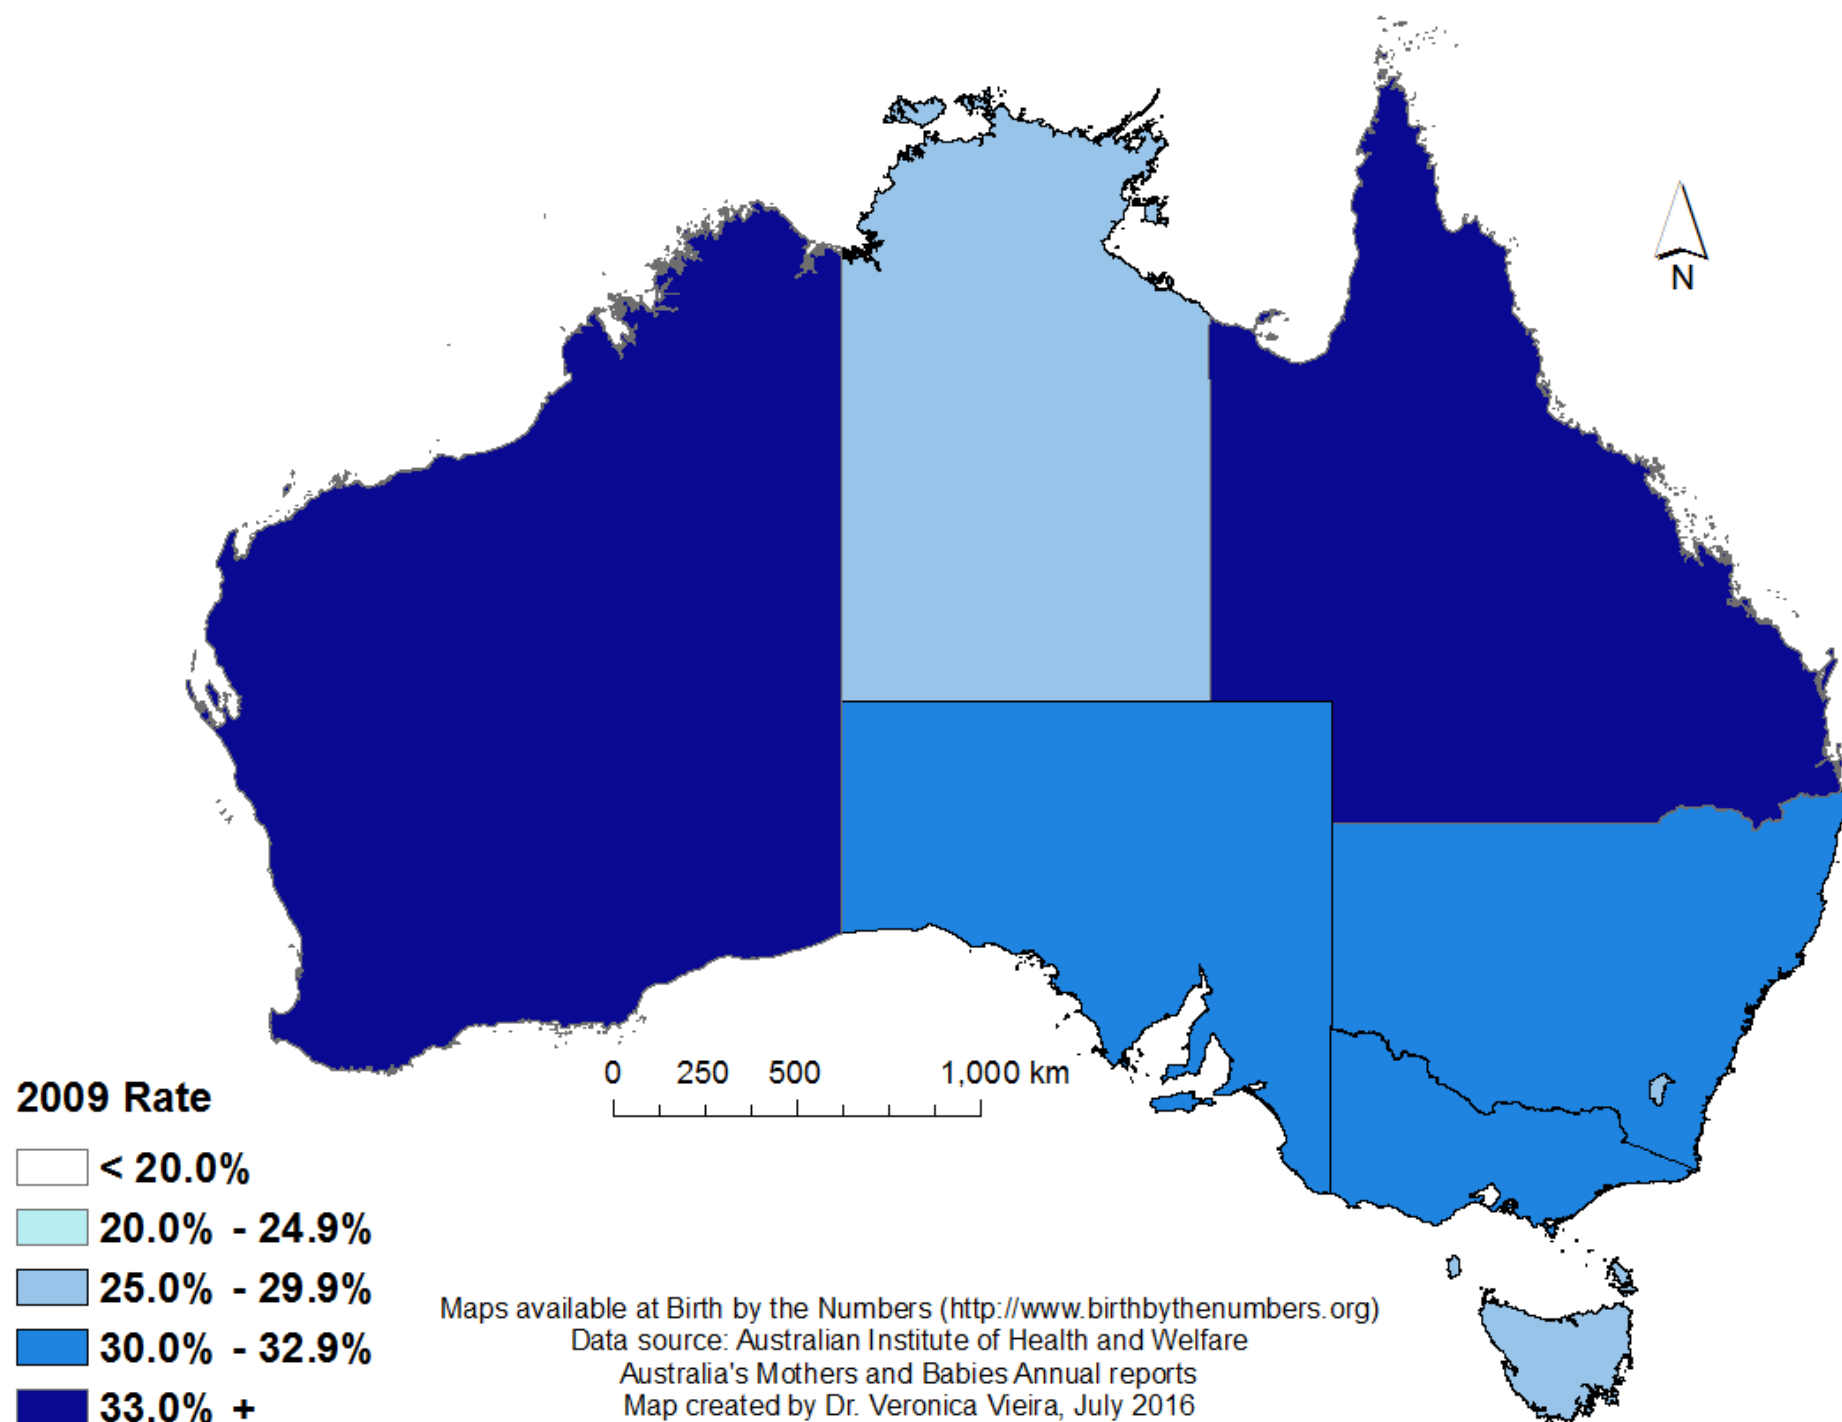 N
0 250 500 1,000 km
2009 Rate
< 20.0%
20.0% - 24.9%
25.0% - 29.9%
30.0% - 32.9%
33.0% +
Maps available at Birth by the Numbers (http://www.birthbythenumbers.org)
Data source: Australian Institute of Health and Welfare
Australia's Mothers and Babies Annual reports
Map created by Dr. Veronica Vieira, July 2016